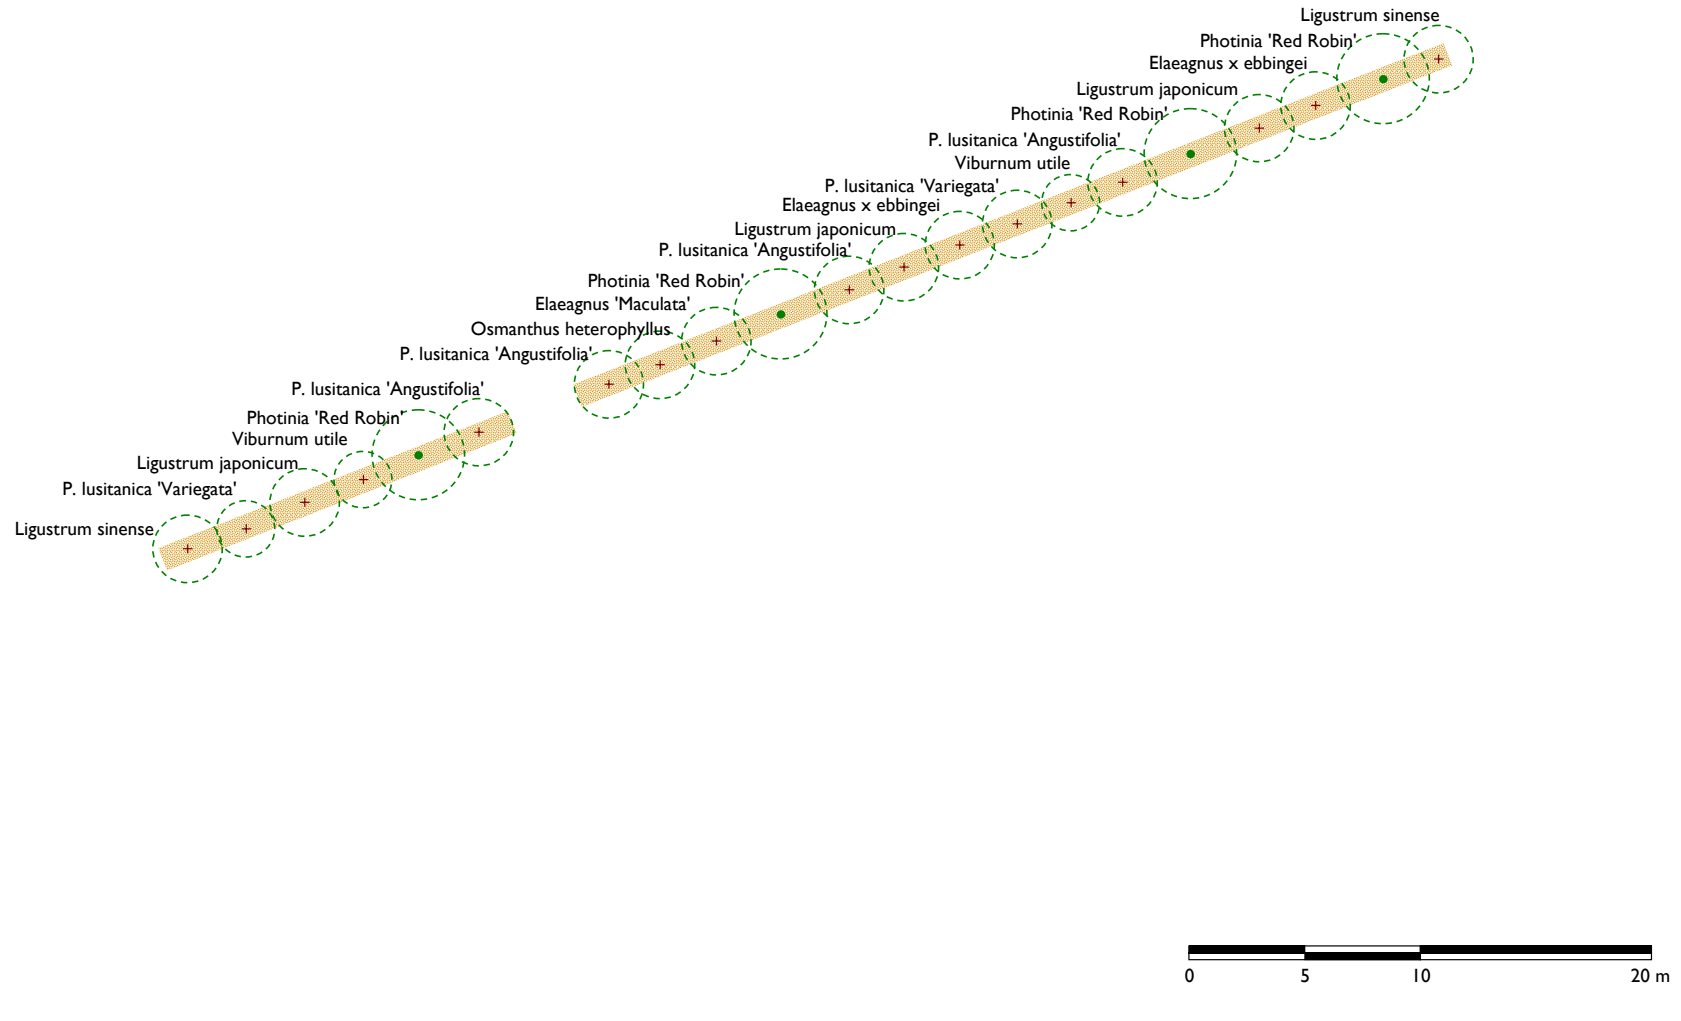 Ligustrum sinense
Photinia 'Red Robin'
Elaeagnus x ebbingei
Ligustrum japonicum
Photinia 'Red Robin'
P. lusitanica 'Angustifolia'
Viburnum utile
P. lusitanica 'Variegata'
Elaeagnus x ebbingei
Ligustrum japonicum
P. lusitanica 'Angustifolia'
Photinia 'Red Robin'
Elaeagnus 'Maculata'
Osmanthus heterophyllus
P. lusitanica 'Angustifolia'
P. lusitanica 'Angustifolia'
Photinia 'Red Robin'
Viburnum utile
Ligustrum japonicum
P. lusitanica 'Variegata'
Ligustrum sinense
0 5 10 20 m